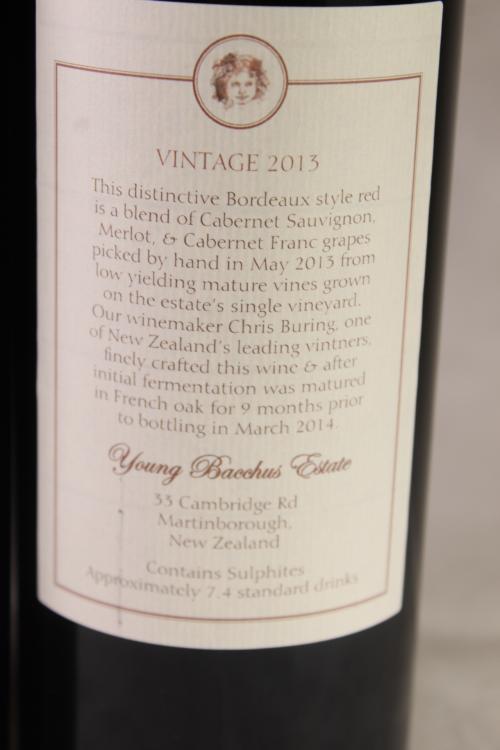 VINTAGE 2013
This distinctive Bordeaux style red
is a blend of Cabernet Sauvignon,
Merlot, & Cabernet Franc grapes
picked by hand in May 2013 from
low yielding mature vines grown
on the estate's single vineyard.
Our winemaker Chris Buring, one
of New Zealand's leading vintners,
finely crafted this wine & after
initial fermentation was matured
in French oak for 9 months prior
to bottling in March 2014.
Young Bacchus Estate
33 Cambridge Rd
Martinborough,
New Zealand
Contains Sulphites
Approximately 7.4 standard drinks